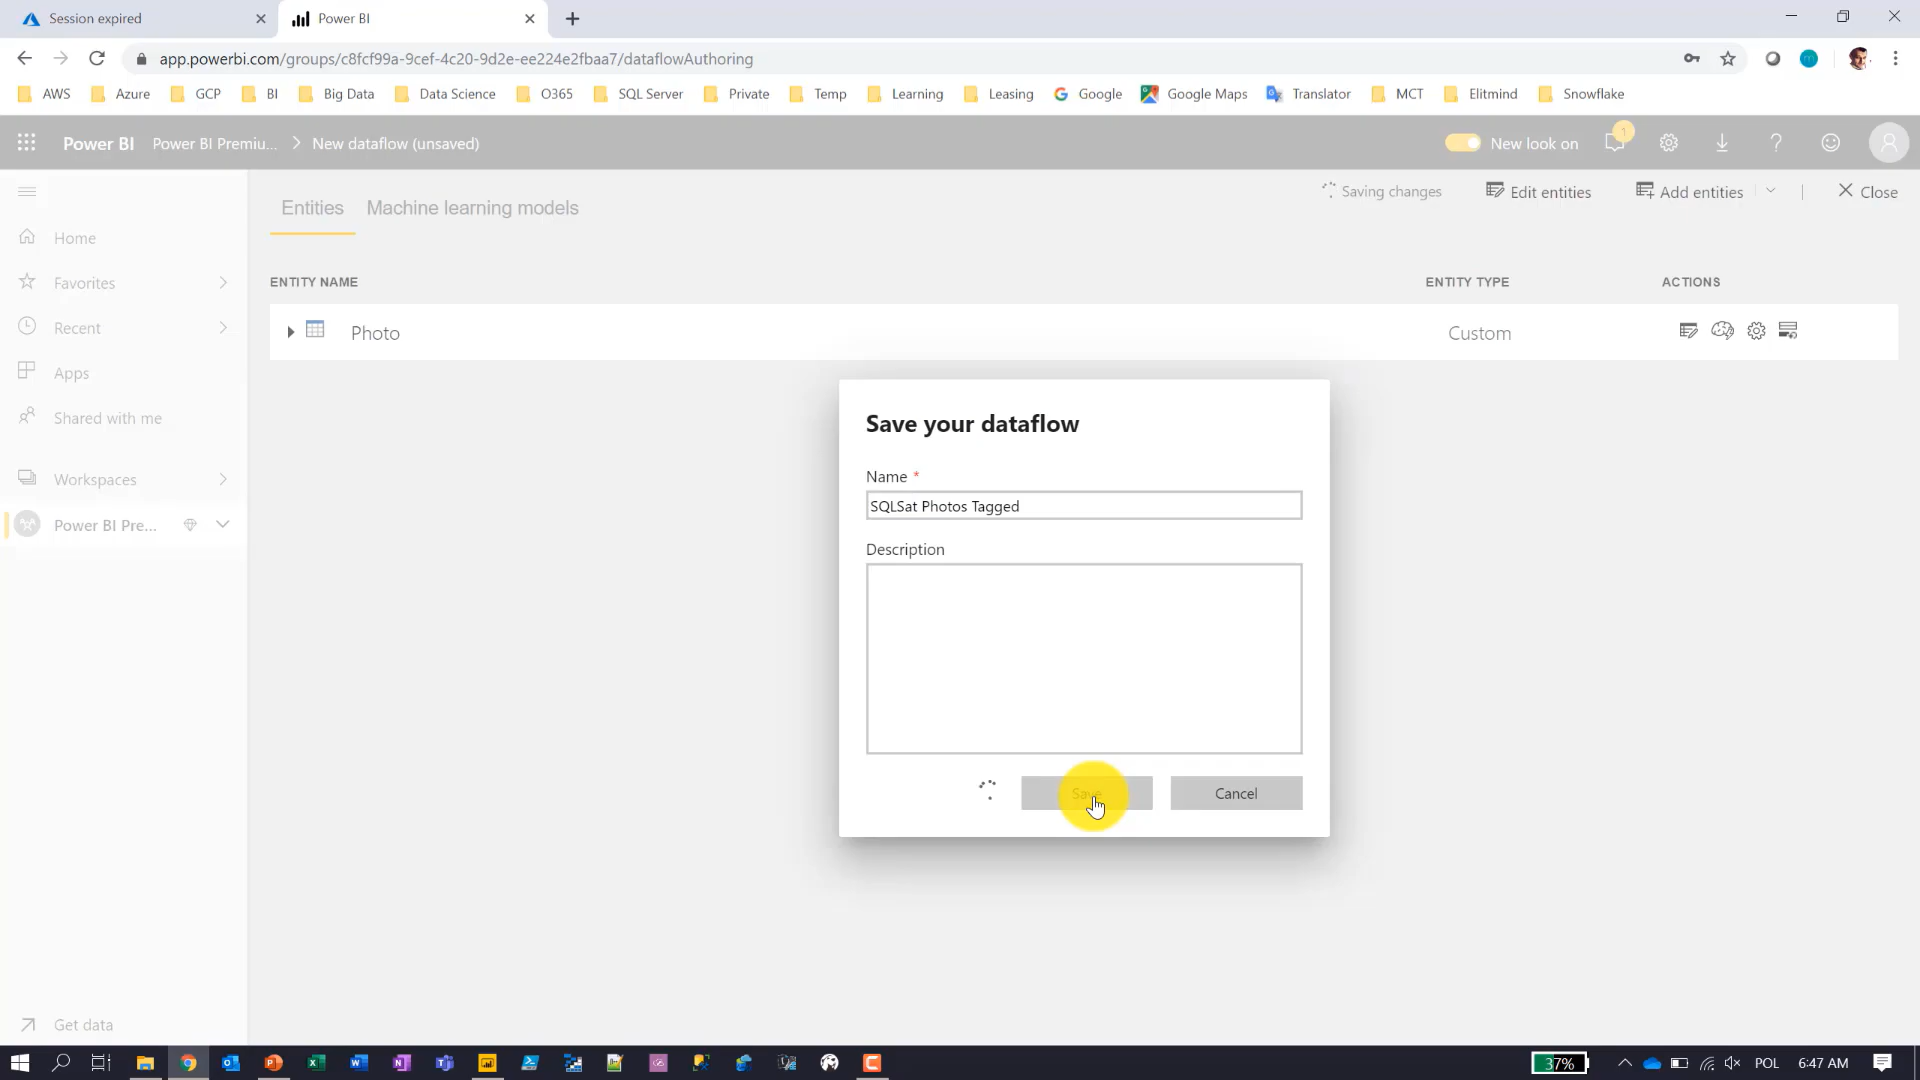 Session expired
Power BI
app.powerbi.com/groups/c8fcf99a-9cef-4c20-9d2e-ee224e2fbaa7/dataflowAuthoring
AWS Azure GCP BI Big Data Data Science O365 SQL Server Private Temp Learning Leasing Google Google Maps Translator MCT Elitmind Snowflake
Power BI Power BI Premiu... New dataflow (unsaved) New look on 1
Saving changes Edit entities Add entities Close
Entities Machine learning models
Home
Favorites
Recent
Apps
Shared with me
Workspaces
Power BI Pre...
Get data
ENTITY NAME ENTITY TYPE ACTIONS
Photo Custom
Save your dataflow
Name *
SQLSat Photos Tagged
Description
Save Cancel
37% POL 6:47 AM